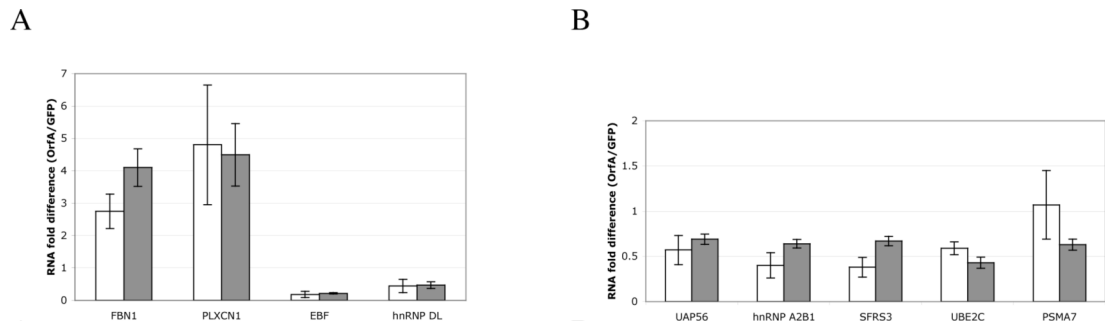 A
B
RNA fold difference (OrfA/GFP)
7
6
5
4
3
2
1
0
FBN1
PLXCN1
EBF
hnRNP DL
RNA fold difference (OrfA/GFP)
2
1.5
1
0.5
0
UAP56
hnRNP A2B1
SFRS3
UBE2C
PSMA7